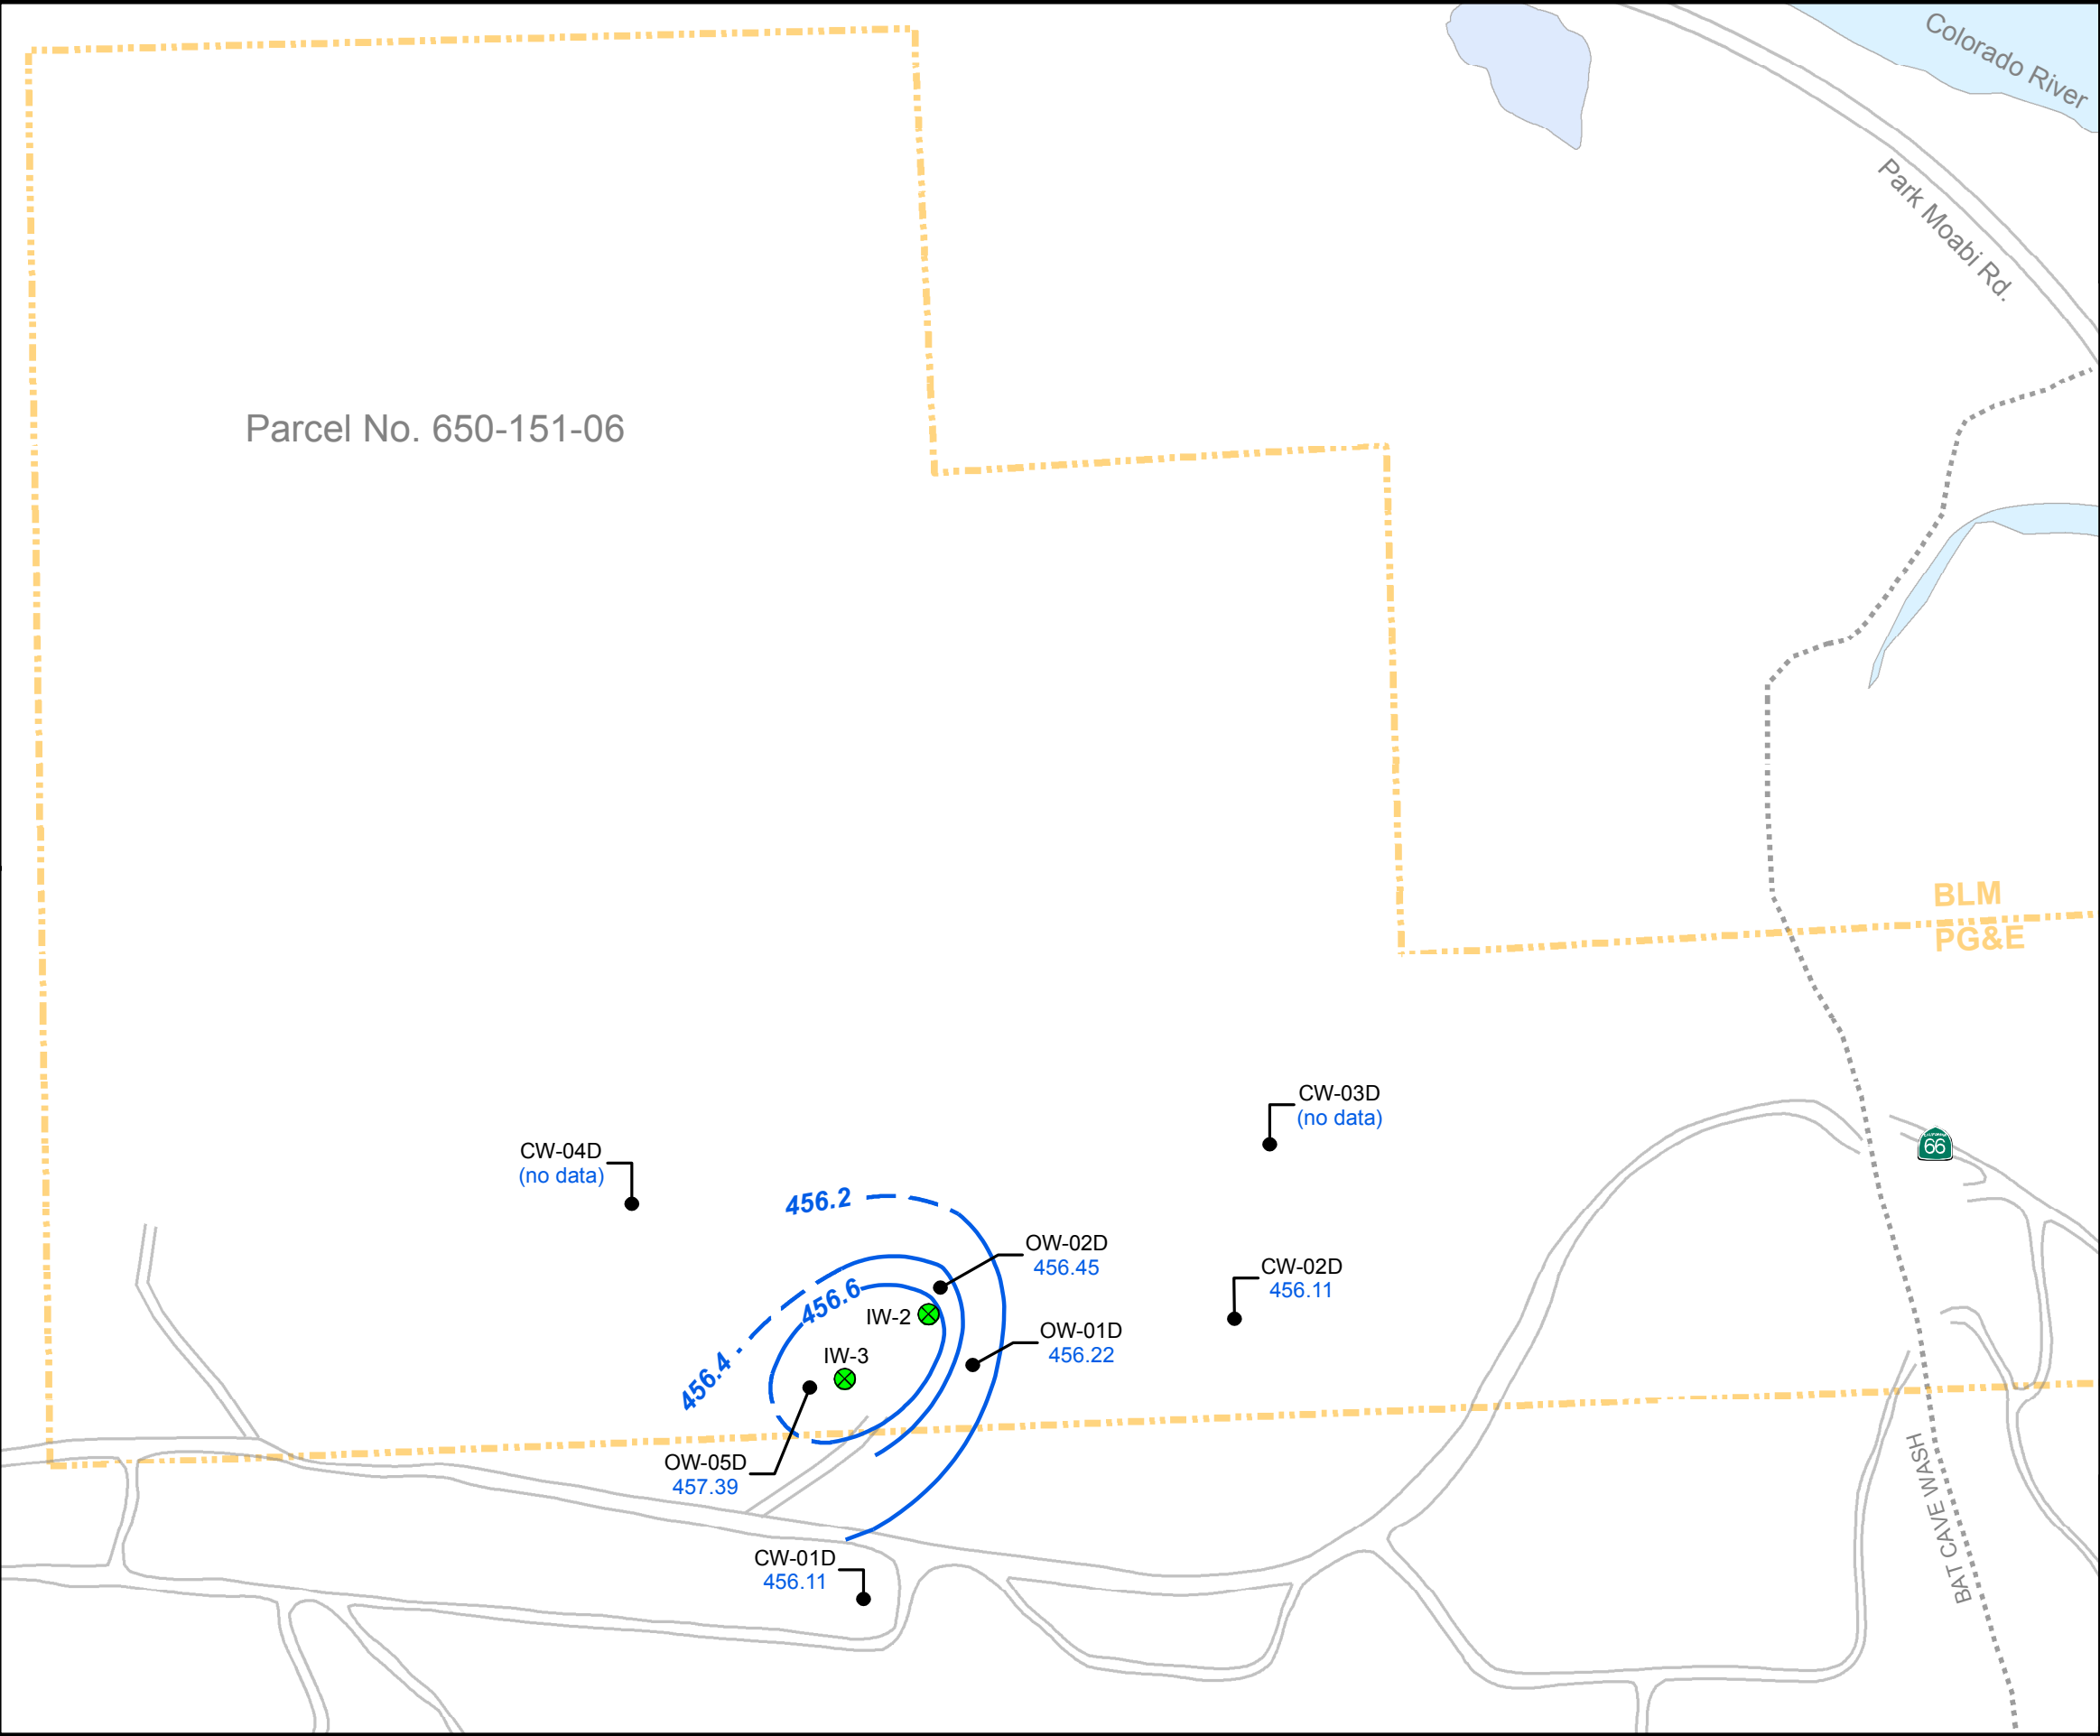 Colorado River
Park Moabi Rd.
Parcel No. 650-151-06
BLM
PG&E
CW-03D
(no data)
66
CW-04D
(no data)
456.2
OW-02D
456.45
CW-02D
456.11
456.6
IW-2
OW-01D
456.22
456.4
IW-3
OW-05D
457.39
BAT CAVE WASH
CW-01D
456.11